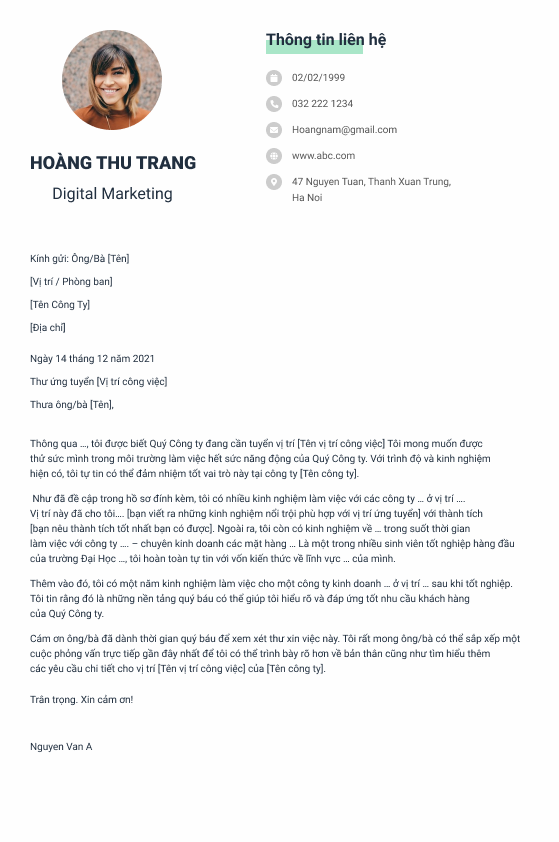 HOÀNG THU TRANG
Digital Marketing
Thông tin liên hệ
02/02/1999
032 222 1234
Hoangnam@gmail.com
www.abc.com
47 Nguyen Tuan, Thanh Xuan Trung,
Ha Noi
Kính gửi: Ông/Bà [Tên]
[Vị trí / Phòng ban]
[Tên Công Ty]
[Địa chỉ]
Ngày 14 tháng 12 năm 2021
Thư ứng tuyển [Vị trí công việc]
Thưa ông/bà [Tên],
Thông qua …, tôi được biết Quý Công ty đang cần tuyển vị trí [Tên vị trí công việc] Tôi mong muốn được
thử sức mình trong môi trường làm việc hết sức năng động của Quý Công ty. Với trình độ và kinh nghiệm
hiện có, tôi tự tin có thể đảm nhiệm tốt vai trò này tại công ty [Tên công ty].
Như đã đề cập trong hồ sơ đính kèm, tôi có nhiều kinh nghiệm làm việc với các công ty … ở vị trí ….
Vị trí này đã cho tôi…. [bạn viết ra những kinh nghiệm nổi trội phù hợp với vị trí ứng tuyển] với thành tích
[bạn nêu thành tích tốt nhất bạn có được]. Ngoài ra, tôi còn có kinh nghiệm về … trong suốt thời gian
làm việc với công ty …. – chuyên kinh doanh các mặt hàng … Là một trong nhiều sinh viên tốt nghiệp hàng đầu
của trường Đại Học …, tôi hoàn toàn tự tin với vốn kiến thức về lĩnh vực … của mình.
Thêm vào đó, tôi có một năm kinh nghiệm làm việc cho một công ty kinh doanh … ở vị trí … sau khi tốt nghiệp.
Tôi tin rằng đó là những nền tảng quý báu có thể giúp tôi hiểu rõ và đáp ứng tốt nhu cầu khách hàng
của Quý Công ty.
Cám ơn ông/bà đã dành thời gian quý báu để xem xét thư xin việc này. Tôi rất mong ông/bà có thể sắp xếp một
cuộc phỏng vấn trực tiếp gần đây nhất để tôi có thể trình bày rõ hơn về bản thân cũng như tìm hiểu thêm
các yêu cầu chi tiết cho vị trí [Tên vị trí công việc] của [Tên công ty].
Trân trọng. Xin cảm ơn!
Nguyen Van A